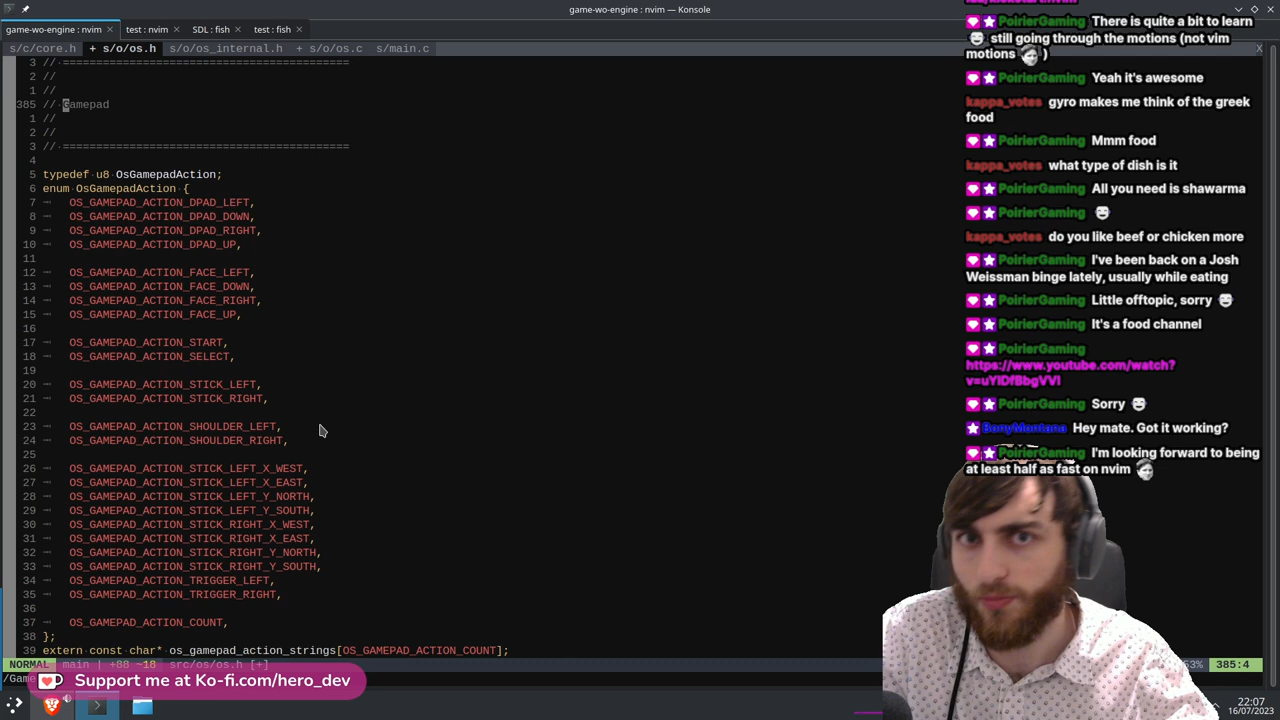 game-wo-engine : nvim — Konsole
game-wo-engine : nvim
test : nvim
SDL : fish
test : fish
s/c/core.h
+ s/o/os.h
s/o/os_internal.h
+ s/o/os.c
s/main.c
X
3 // ===========================================
2 //
1 //
385 // Gamepad
1 //
2 //
3 // ===========================================
4
5 typedef u8 OsGamepadAction;
6 enum OsGamepadAction {
7 OS_GAMEPAD_ACTION_DPAD_LEFT,
8 OS_GAMEPAD_ACTION_DPAD_DOWN,
9 OS_GAMEPAD_ACTION_DPAD_RIGHT,
10 OS_GAMEPAD_ACTION_DPAD_UP,
11
12 OS_GAMEPAD_ACTION_FACE_LEFT,
13 OS_GAMEPAD_ACTION_FACE_DOWN,
14 OS_GAMEPAD_ACTION_FACE_RIGHT,
15 OS_GAMEPAD_ACTION_FACE_UP,
16
17 OS_GAMEPAD_ACTION_START,
18 OS_GAMEPAD_ACTION_SELECT,
19
20 OS_GAMEPAD_ACTION_STICK_LEFT,
21 OS_GAMEPAD_ACTION_STICK_RIGHT,
22
23 OS_GAMEPAD_ACTION_SHOULDER_LEFT,
24 OS_GAMEPAD_ACTION_SHOULDER_RIGHT,
25
26 OS_GAMEPAD_ACTION_STICK_LEFT_X_WEST,
27 OS_GAMEPAD_ACTION_STICK_LEFT_X_EAST,
28 OS_GAMEPAD_ACTION_STICK_LEFT_Y_NORTH,
29 OS_GAMEPAD_ACTION_STICK_LEFT_Y_SOUTH,
30 OS_GAMEPAD_ACTION_STICK_RIGHT_X_WEST,
31 OS_GAMEPAD_ACTION_STICK_RIGHT_X_EAST,
32 OS_GAMEPAD_ACTION_STICK_RIGHT_Y_NORTH,
33 OS_GAMEPAD_ACTION_STICK_RIGHT_Y_SOUTH,
34 OS_GAMEPAD_ACTION_TRIGGER_LEFT,
35 OS_GAMEPAD_ACTION_TRIGGER_RIGHT,
36
37 OS_GAMEPAD_ACTION_COUNT,
38 };
39 extern const char* os_gamepad_action_strings[OS_GAMEPAD_ACTION_COUNT];
NORMAL main | +88 ~18 src/os/os.h [+]
53% 385:4
/Game
Support me at Ko-fi.com/hero_dev
PoirierGaming There is quite a bit to learn
still going through the motions (not vim
motions )
PoirierGaming Yeah it's awesome
kappa_votes gyro makes me think of the greek
food
PoirierGaming Mmm food
kappa_votes what type of dish is it
PoirierGaming All you need is shawarma
PoirierGaming
kappa_votes do you like beef or chicken more
PoirierGaming I've been back on a Josh
Weissman binge lately, usually while eating
PoirierGaming Little offtopic, sorry
PoirierGaming It's a food channel
PoirierGaming
https://www.youtube.com/watch?
v=uYIDfBbgVVI
PoirierGaming Sorry
BonyMontana Hey mate. Got it working?
PoirierGaming I'm looking forward to being
at least half as fast on nvim
22:07
16/07/2023